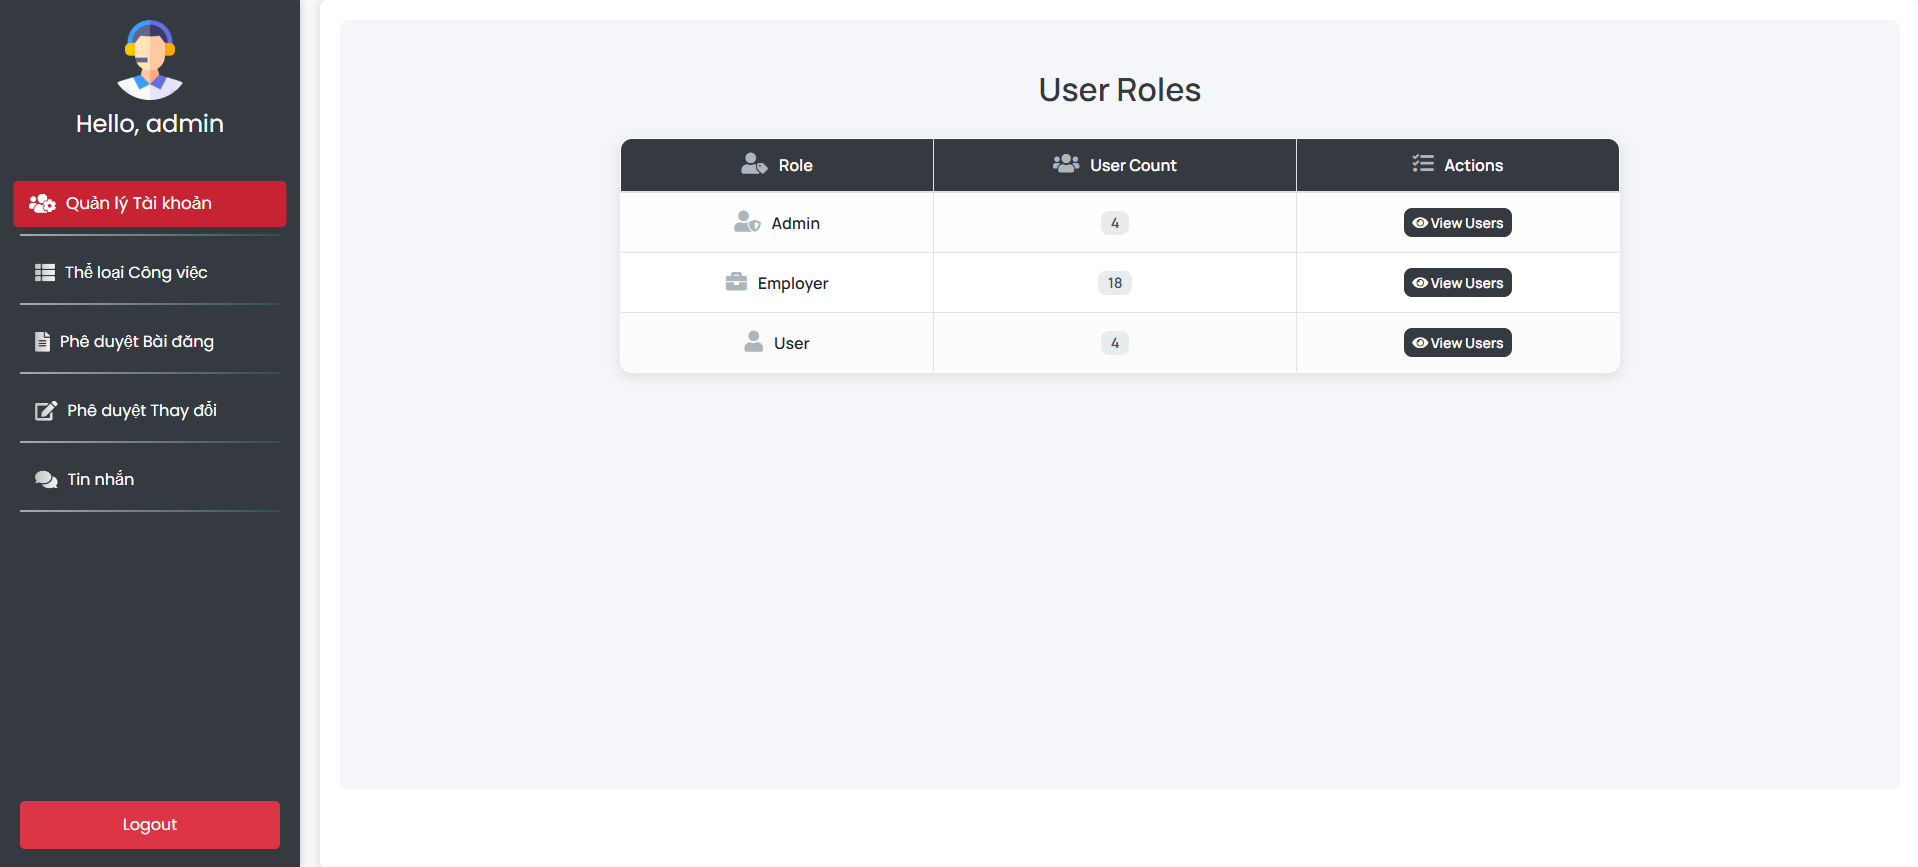 Hello, admin
Quản lý Tài khoản
Thể loại Công việc
Phê duyệt Bài đăng
Phê duyệt Thay đổi
Tin nhắn
Logout
User Roles
Role User Count Actions
Admin 4 View Users
Employer 18 View Users
User 4 View Users